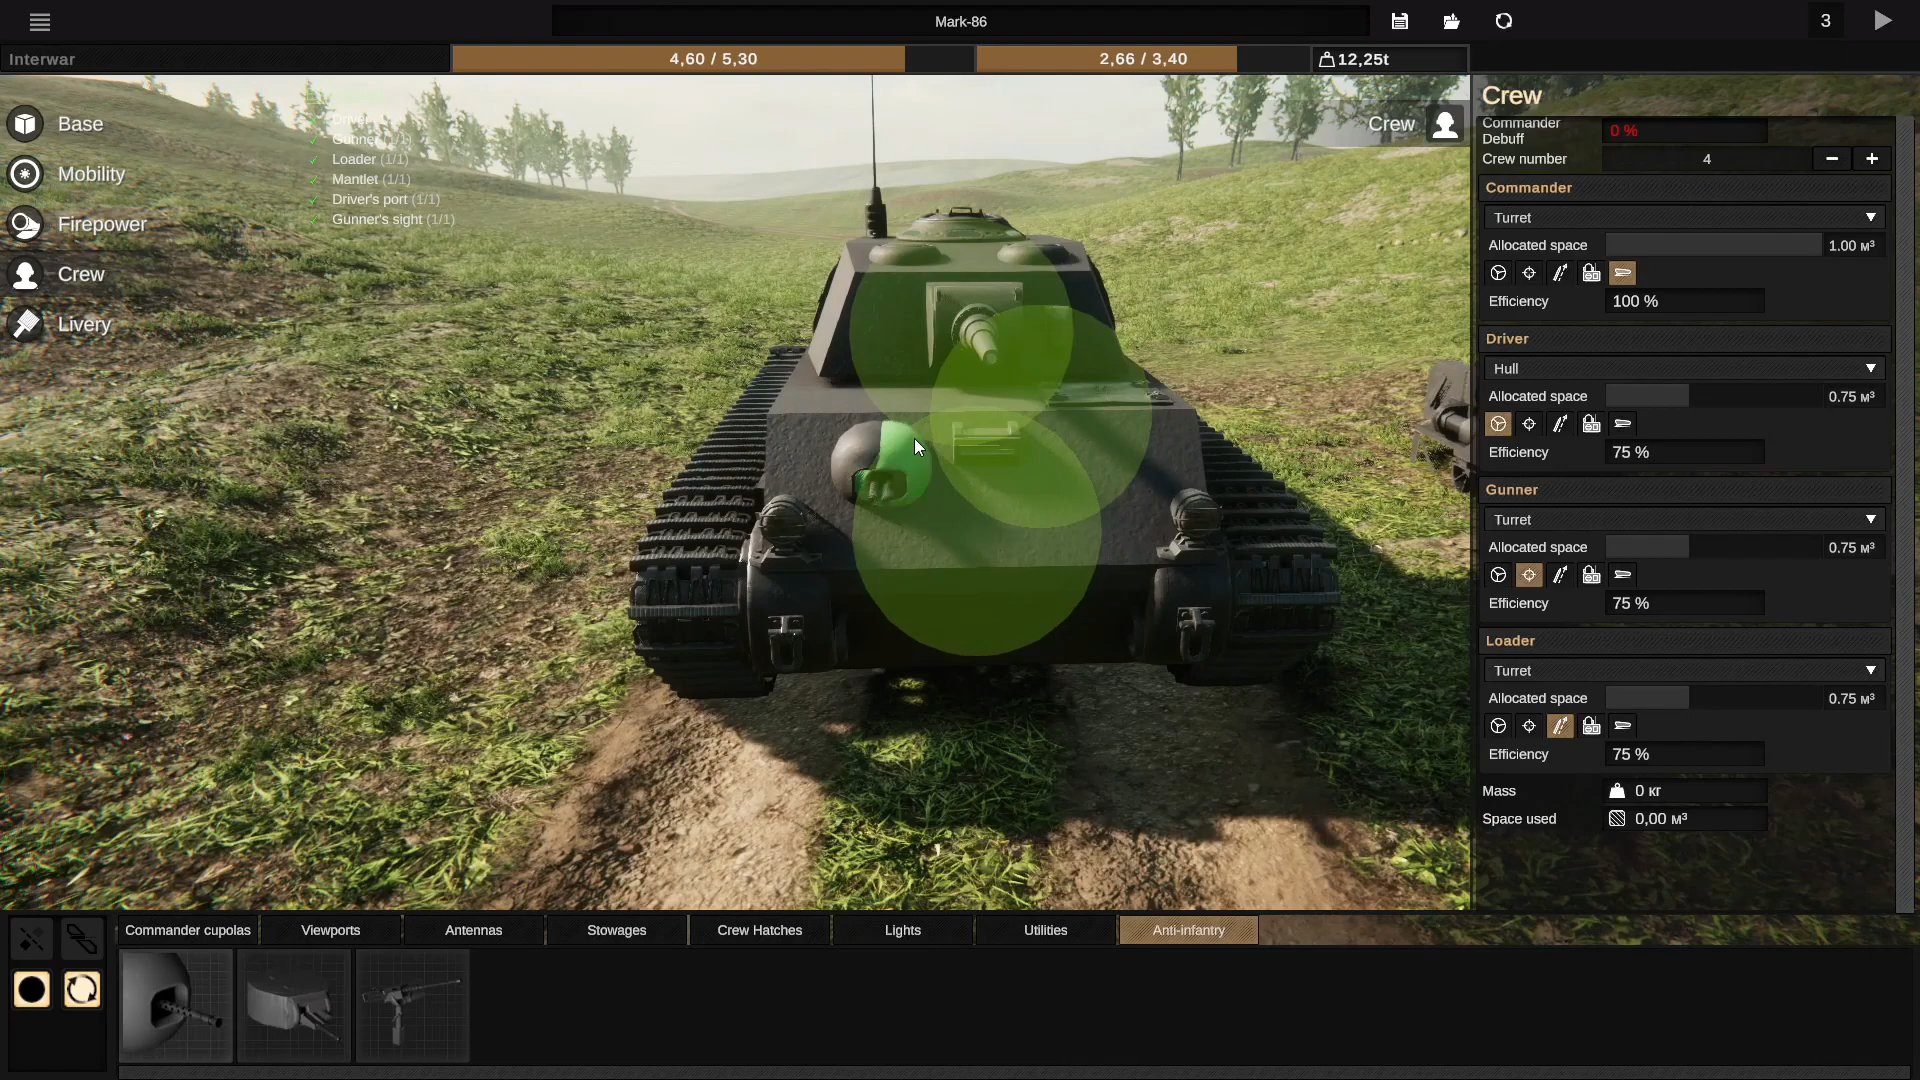 Mark-86
3
Interwar
4,60 / 5,30
2,66 / 3,40
12,25t
Base
Mobility
Firepower
Crew
Livery
Driver
Gunner (1/1)
Loader (1/1)
Mantlet (1/1)
Driver's port (1/1)
Gunner's sight (1/1)
Crew
Crew
Commander Debuff
0 %
Crew number
4
Commander
Turret
Allocated space
1.00 м³
Efficiency
100 %
Driver
Hull
Allocated space
0.75 м³
Efficiency
75 %
Gunner
Turret
Allocated space
0.75 м³
Efficiency
75 %
Loader
Turret
Allocated space
0.75 м³
Efficiency
75 %
Mass
0 кг
Space used
0,00 м³
Commander cupolas
Viewports
Antennas
Stowages
Crew Hatches
Lights
Utilities
Anti-infantry